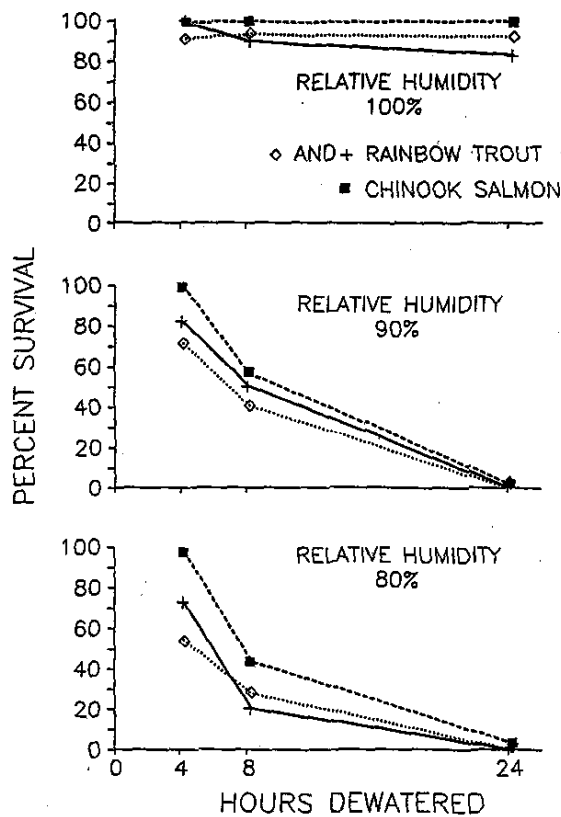 100
80
60
40
20
0
RELATIVE HUMIDITY
100%
◇ AND + RAINBOW TROUT
■ CHINOOK SALMON
PERCENT SURVIVAL
100
80
60
40
20
0
RELATIVE HUMIDITY
90%
100
80
60
40
20
0
RELATIVE HUMIDITY
80%
0 4 8 24
HOURS DEWATERED